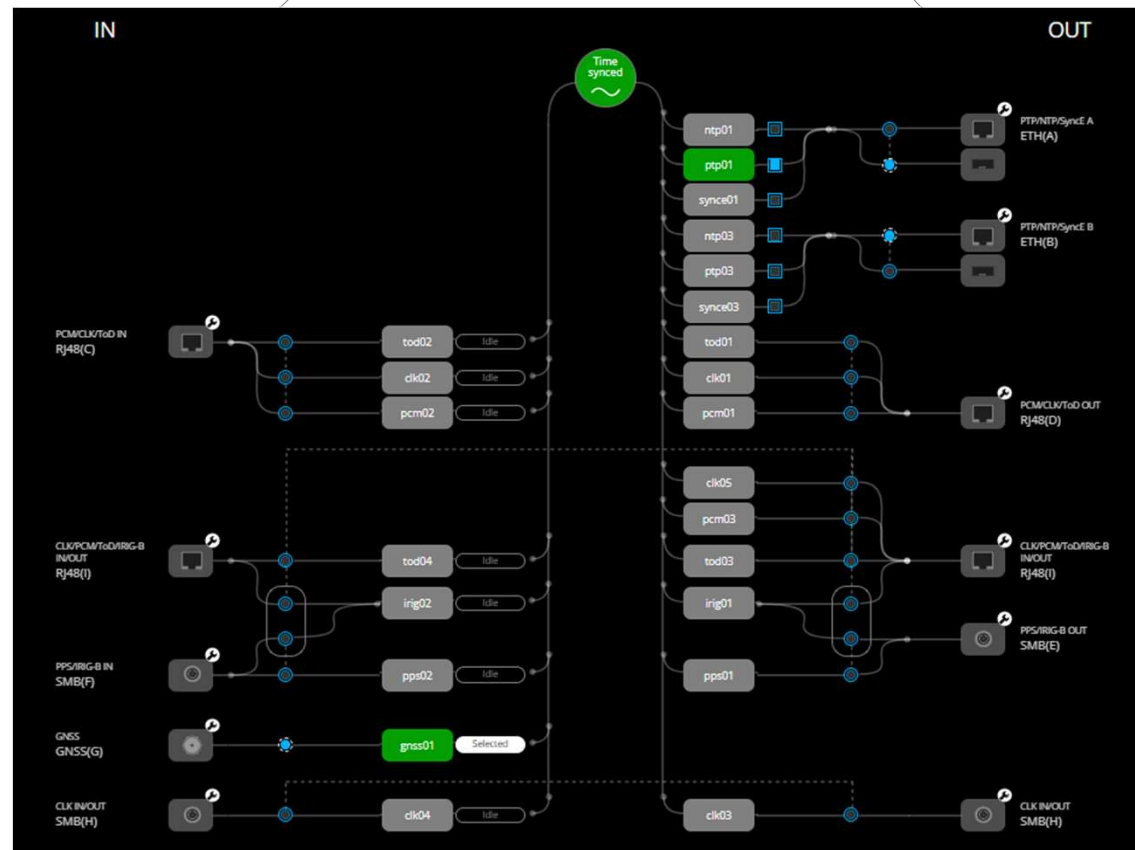 IN
OUT
Time
synced
ntp01
PTP/NTP/SyncE A
ETH(A)
ptp01
synce01
ntp03
PTP/NTP/SyncE B
ETH(B)
ptp03
synce03
PCM/CLK/ToD IN
RJ48(C)
tod02
Idle
tod01
clk02
Idle
clk01
pcm02
Idle
pcm01
PCM/CLK/ToD OUT
RJ48(D)
clk05
pcm03
CLK/PCM/ToD/IRIG-B
IN/OUT
RJ48(I)
tod04
Idle
tod03
CLK/PCM/ToD/IRIG-B
IN/OUT
RJ48(I)
irig02
Idle
irig01
PPS/IRIG-B OUT
SMB(E)
PPS/IRIG-B IN
SMB(F)
pps02
Idle
pps01
GNSS
GNSS(G)
gnss01
Selected
CLK IN/OUT
SMB(H)
clk04
Idle
clk03
CLK IN/OUT
SMB(H)